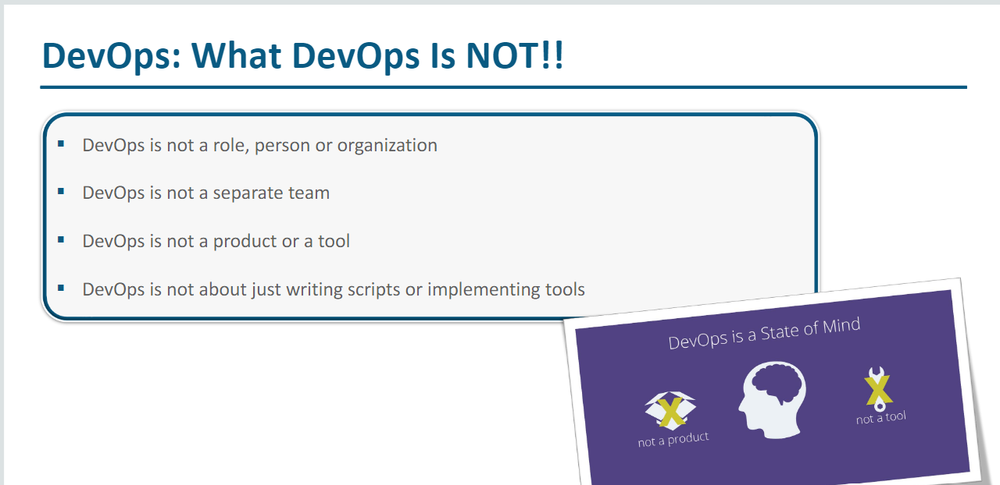 DevOps: What DevOps Is NOT!!
▪ DevOps is not a role, person or organization
▪ DevOps is not a separate team
▪ DevOps is not a product or a tool
▪ DevOps is not about just writing scripts or implementing tools
DevOps is a State of Mind
X
X
not a product
not a tool